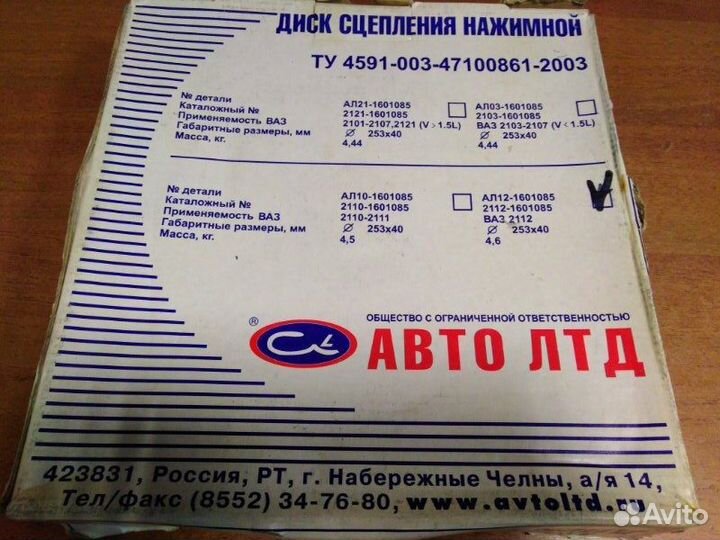 ДИСК СЦЕПЛЕНИЯ НАЖИМНОЙ
ТУ 4591-003-47100861-2003
№ детали АЛ21-1601085 АЛ03-1601085
Каталожный № 2121-1601085 2103-1601085
Применяемость ВАЗ 2101-2107,2121 (V > 1.5L) ВАЗ 2103-2107 (V < 1.5L)
Габаритные размеры, мм ∅ 253x40 ∅ 253x40
Масса, кг. 4,44 4,44
№ детали АЛ10-1601085 АЛ12-1601085
Каталожный № 2110-1601085 2112-1601085
Применяемость ВАЗ 2110-2111 ВАЗ 2112
Габаритные размеры, мм ∅ 253x40 ∅ 253x40
Масса, кг. 4,5 4,6
ОБЩЕСТВО С ОГРАНИЧЕННОЙ ОТВЕТСТВЕННОСТЬЮ
® АВТО ЛТД
423831, Россия, РТ, г. Набережные Челны, а/я 14,
Тел/факс (8552) 34-76-80, www.avtoltd.ru
Avito